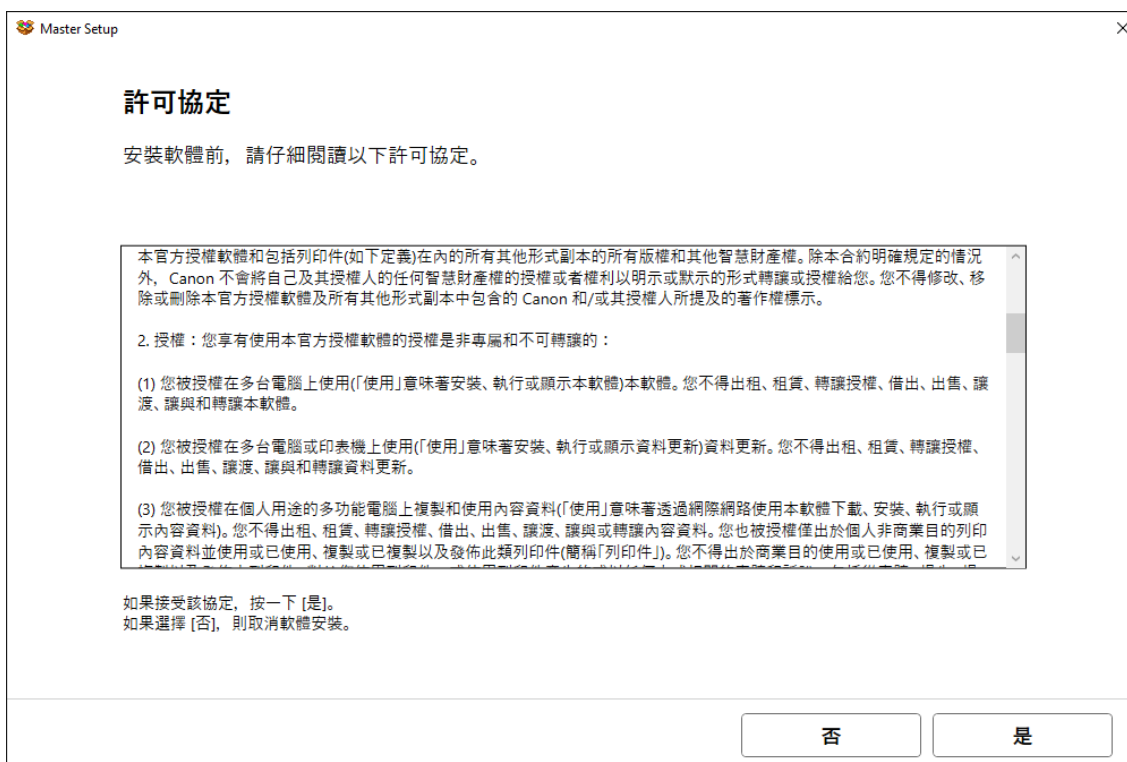 Master Setup
許可協定
安裝軟體前，請仔細閱讀以下許可協定。
本官方授權軟體和包括列印件(如下定義)在內的所有其他形式副本的所有版權和其他智慧財產權。除本合約明確規定的情況
外，Canon 不會將自己及其授權人的任何智慧財產權的授權或者權利以明示或默示的形式轉讓或授權給您。您不得修改、移
除或刪除本官方授權軟體及所有其他形式副本中包含的 Canon 和/或其授權人所提及的著作權標示。
2. 授權：您享有使用本官方授權軟體的授權是非專屬和不可轉讓的：
(1) 您被授權在多台電腦上使用(「使用」意味著安裝、執行或顯示本軟體)本軟體。您不得出租、租賃、轉讓授權、借出、出售、讓
渡、讓與和轉讓本軟體。
(2) 您被授權在多台電腦或印表機上使用(「使用」意味著安裝、執行或顯示資料更新)資料更新。您不得出租、租賃、轉讓授權、
借出、出售、讓渡、讓與和轉讓資料更新。
(3) 您被授權在個人用途的多功能電腦上複製和使用內容資料(「使用」意味著透過網際網路使用本軟體下載、安裝、執行或顯
示內容資料)。您不得出租、租賃、轉讓授權、借出、出售、讓渡、讓與或轉讓內容資料。您也被授權僅出於個人非商業目的列印
內容資料並使用或已使用、複製或已複製以及發佈此類列印件(簡稱「列印件」)。您不得出於商業目的使用或已使用、複製或已
如果接受該協定，按一下 [是]。
如果選擇 [否]，則取消軟體安裝。
否
是